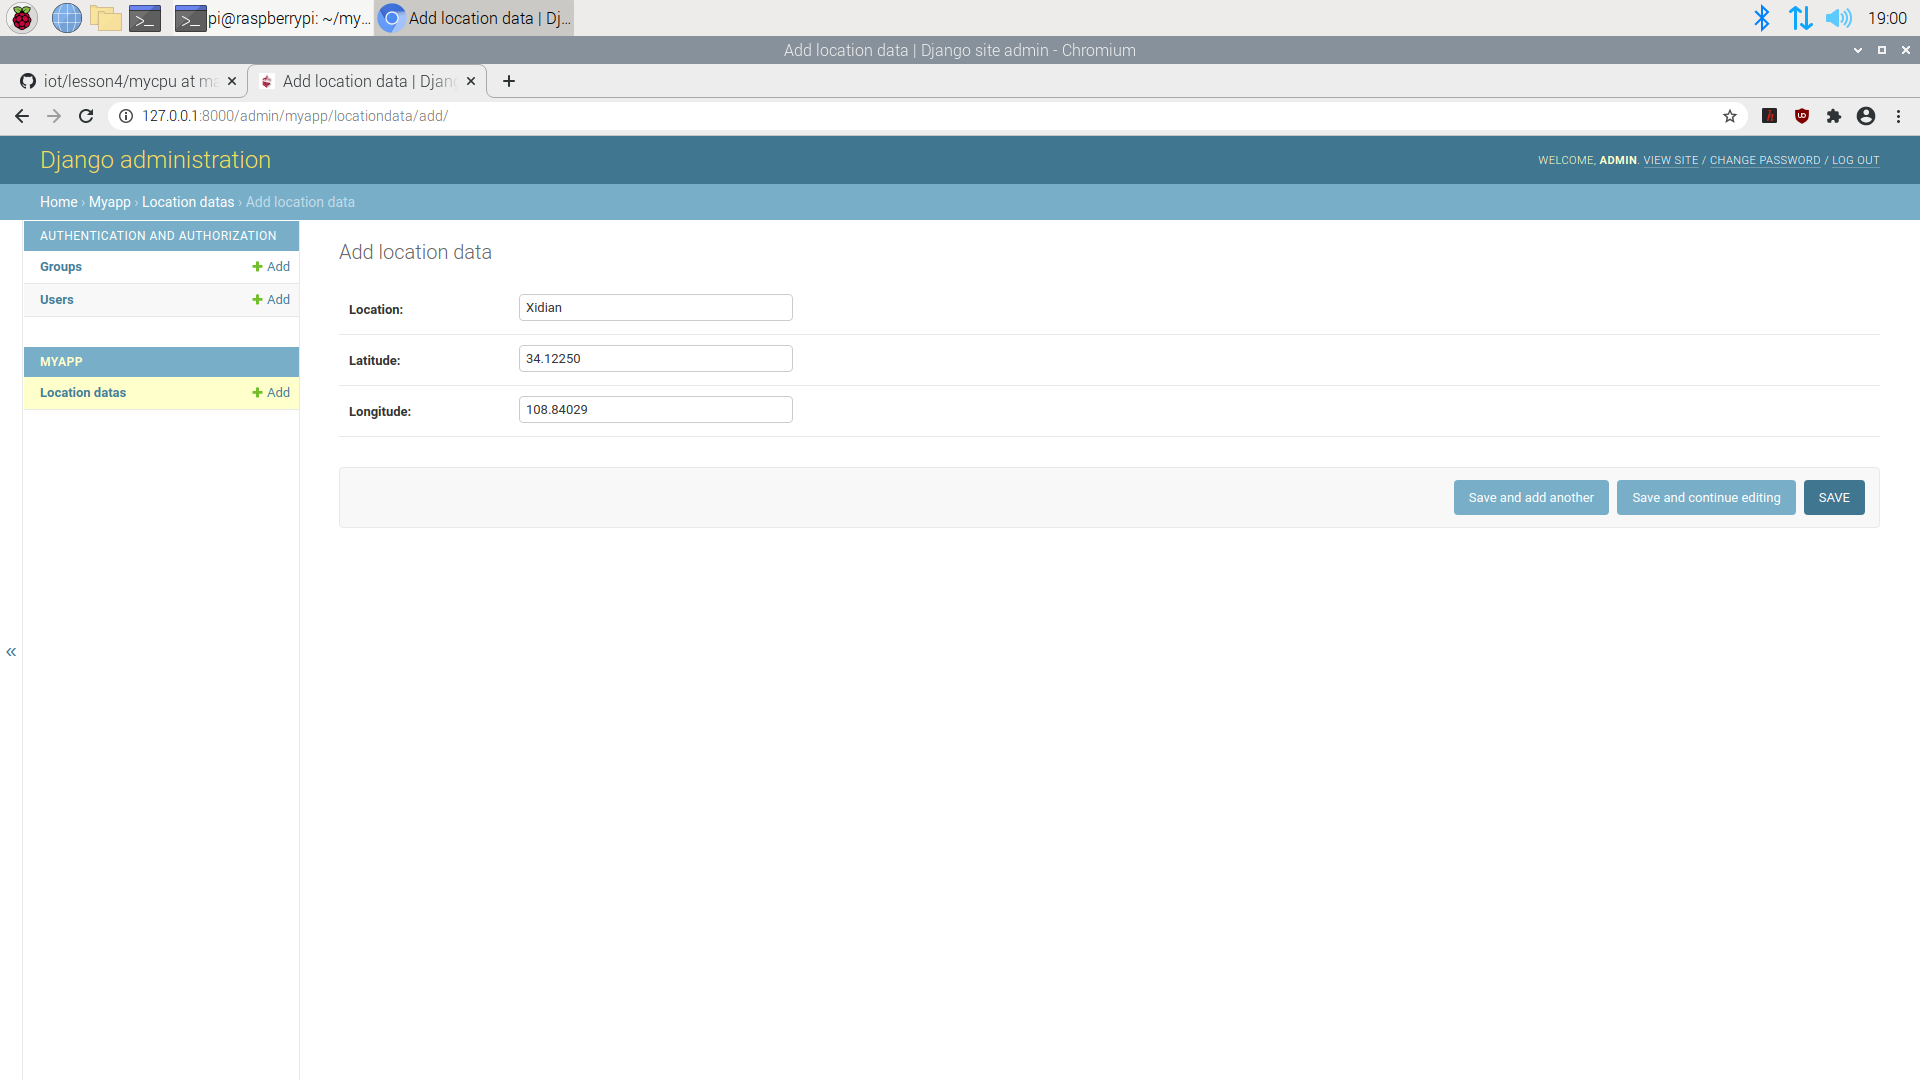 pi@raspberrypi: ~/my...
Add location data | Dj...
19:00
Add location data | Django site admin - Chromium
iot/lesson4/mycpu at ma
Add location data | Djang
127.0.0.1:8000/admin/myapp/locationdata/add/
Django administration
WELCOME, ADMIN. VIEW SITE / CHANGE PASSWORD / LOG OUT
Home › Myapp › Location datas › Add location data
AUTHENTICATION AND AUTHORIZATION
Groups
Add
Users
Add
MYAPP
Location datas
Add
Add location data
Location:
Xidian
Latitude:
34.12250
Longitude:
108.84029
Save and add another
Save and continue editing
SAVE
«